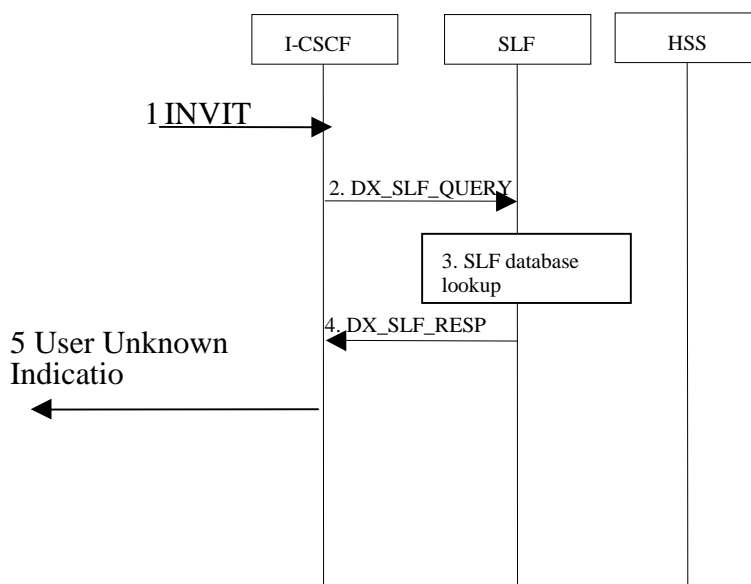 I-CSCF
SLF
HSS
1 INVIT
2. DX_SLF_QUERY
3. SLF database
lookup
4. DX_SLF_RESP
5 User Unknown
Indicatio